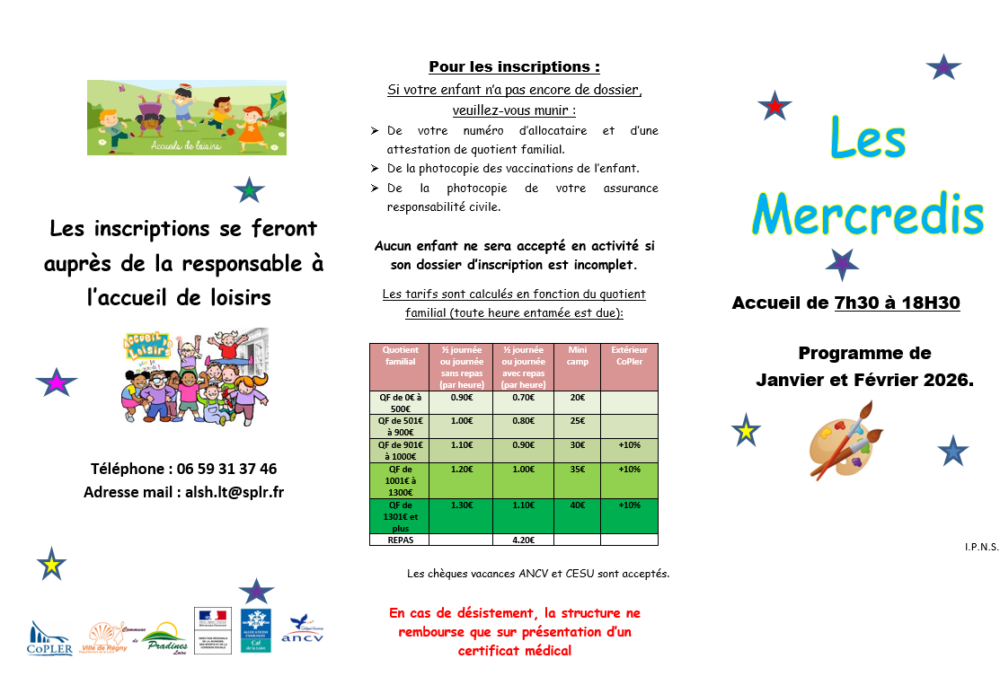 Accueils de loisirs
Les inscriptions se feront
auprès de la responsable à
l'accueil de loisirs
Accueil de
Loisirs
Téléphone : 06 59 31 37 46
Adresse mail : alsh.lt@splr.fr
CoPLER
Ville de Régny
Commune
de
Pradines
Loire
RÉPUBLIQUE FRANÇAISE
ALLOCATIONS
FAMILIALES
Caf
de la Loire
Chèque-Vacances
ancv
Pour les inscriptions :
Si votre enfant n'a pas encore de dossier,
veuillez-vous munir :
➢ De votre numéro d'allocataire et d'une
attestation de quotient familial.
➢ De la photocopie des vaccinations de l'enfant.
➢ De la photocopie de votre assurance
responsabilité civile.
Aucun enfant ne sera accepté en activité si
son dossier d'inscription est incomplet.
Les tarifs sont calculés en fonction du quotient
familial (toute heure entamée est due):
Quotient familial | ½ journée ou journée sans repas (par heure) | ½ journée ou journée avec repas (par heure) | Mini camp | Extérieur CoPler
QF de 0€ à 500€ | 0.90€ | 0.70€ | 20€
QF de 501€ à 900€ | 1.00€ | 0.80€ | 25€
QF de 901€ à 1000€ | 1.10€ | 0.90€ | 30€ | +10%
QF de 1001€ à 1300€ | 1.20€ | 1.00€ | 35€ | +10%
QF de 1301€ et plus | 1.30€ | 1.10€ | 40€ | +10%
REPAS | 4.20€
Les chèques vacances ANCV et CESU sont acceptés.
En cas de désistement, la structure ne
rembourse que sur présentation d'un
certificat médical
Les
Mercredis
Accueil de 7h30 à 18H30
Programme de
Janvier et Février 2026.
I.P.N.S.